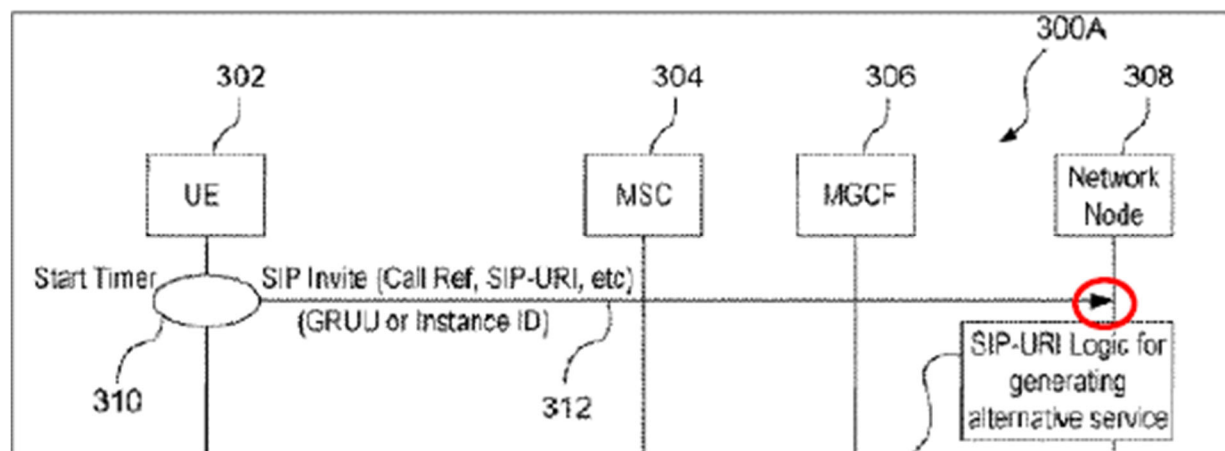 300A
302
304
306
308
UE
MSC
MGCF
Network
Node
Start Timer
SIP Invite (Call Ref, SIP-URI, etc)
(GRUU or Instance ID)
310
312
SIP-URI Logic for
generating
alternative service